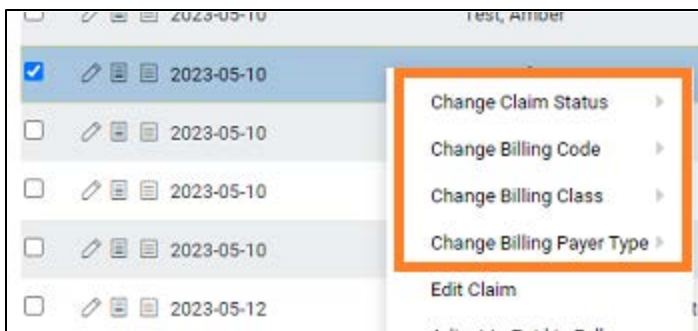 2023-05-10 Test, Amber
2023-05-10
Change Claim Status
2023-05-10
Change Billing Code
2023-05-10
Change Billing Class
2023-05-10
Change Billing Payer Type
Edit Claim
2023-05-12